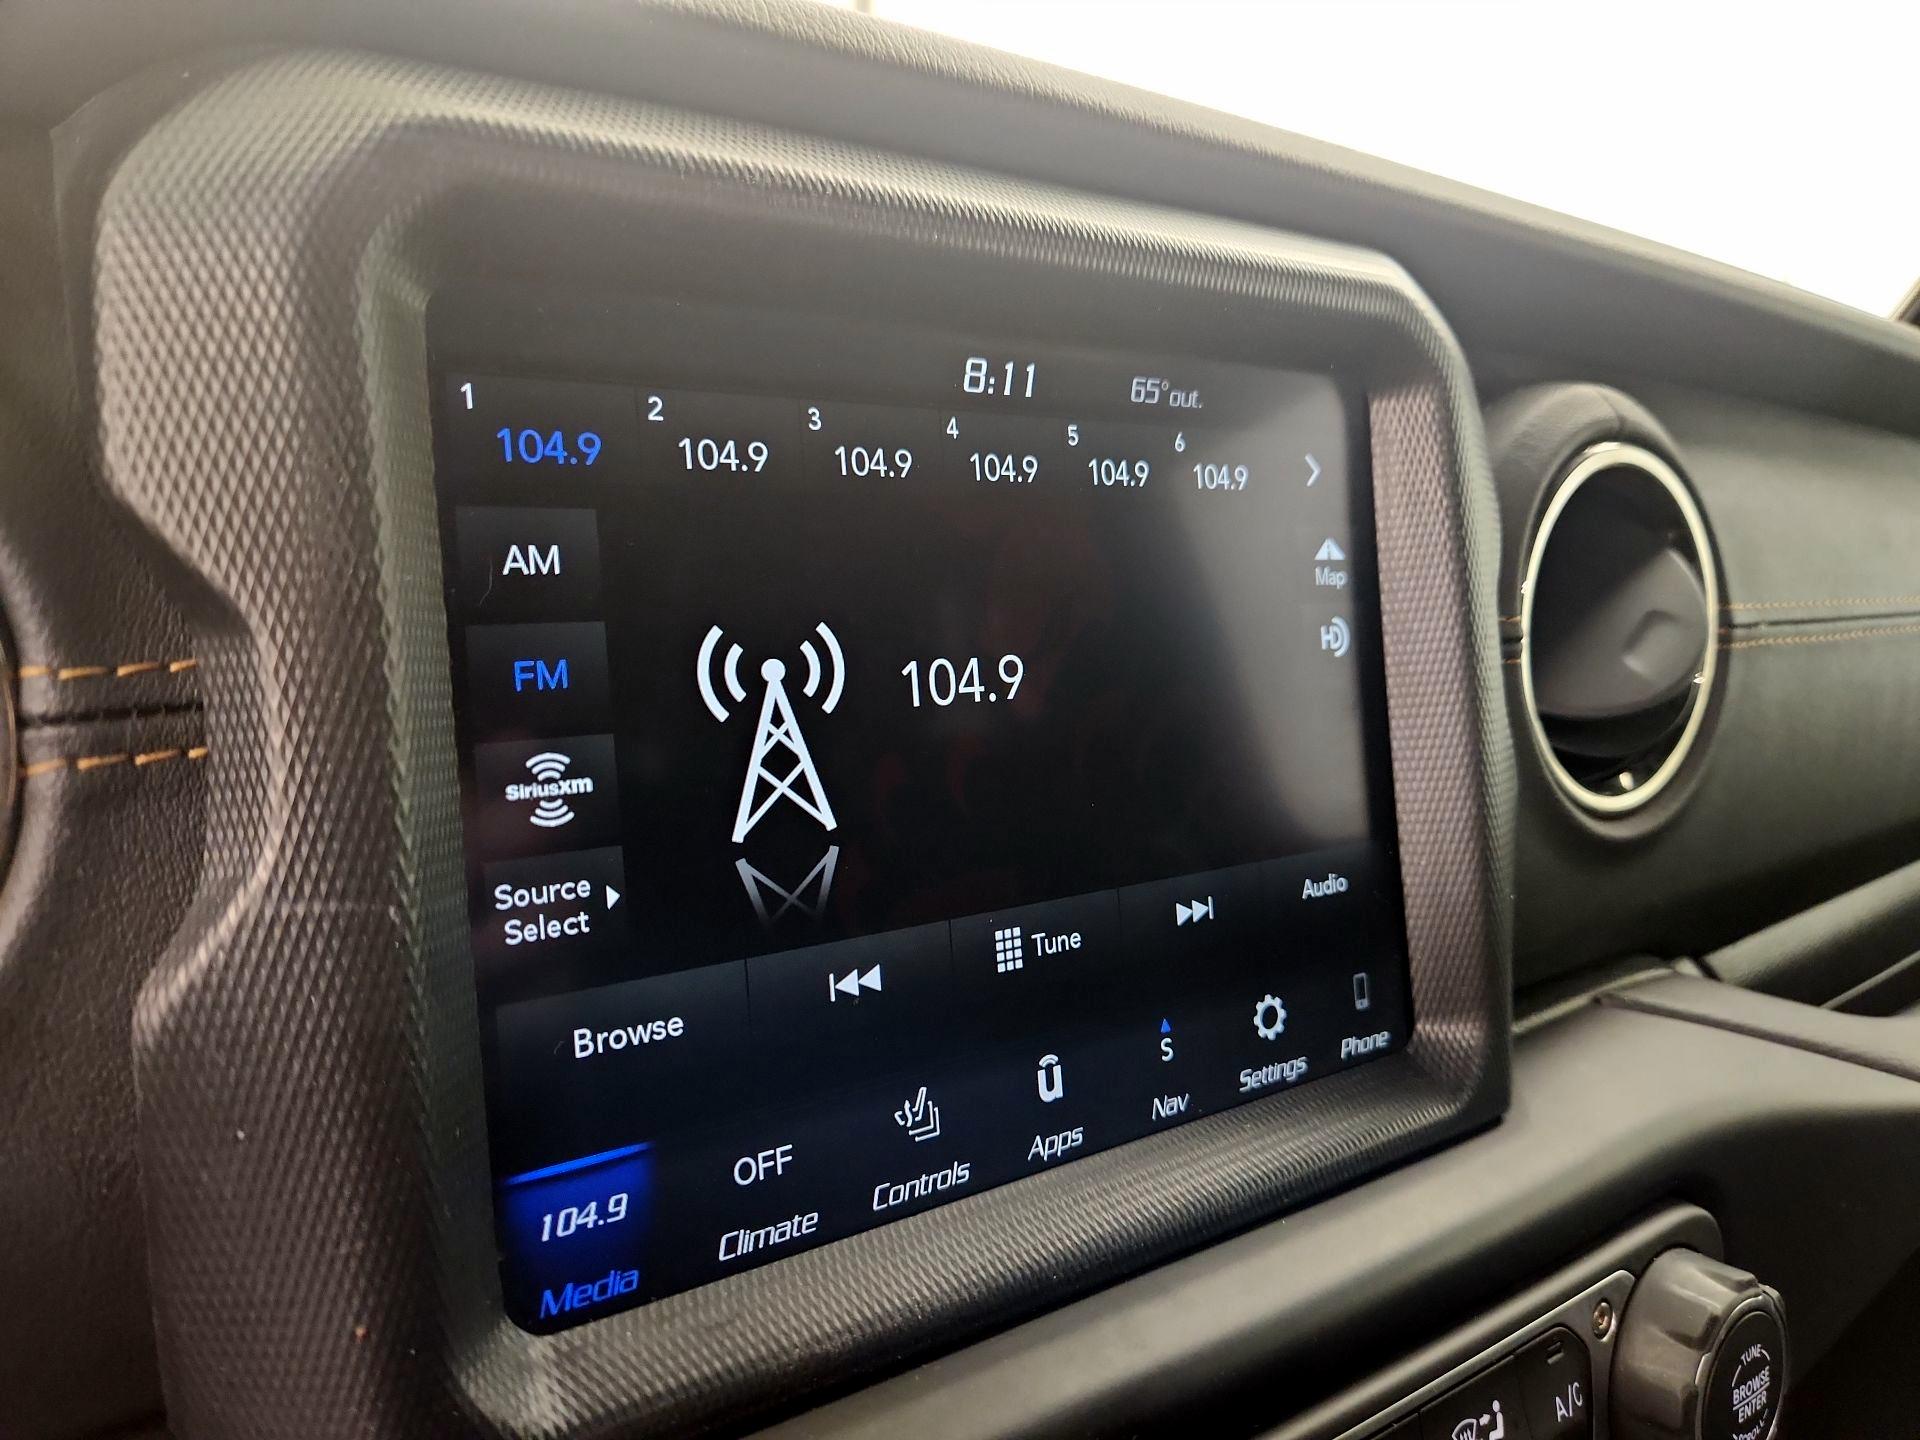 8:11
65°out.
1
2
3
4
5
6
104.9
104.9
104.9
104.9
104.9
104.9
AM
Map
HD
FM
104.9
SiriusXm
Source
Select
Audio
Tune
Browse
S
Phone
Settings
Nav
Apps
Controls
OFF
Climate
104.9
Media
TUNE
BROWSE
ENTER
SCROLL
A/C